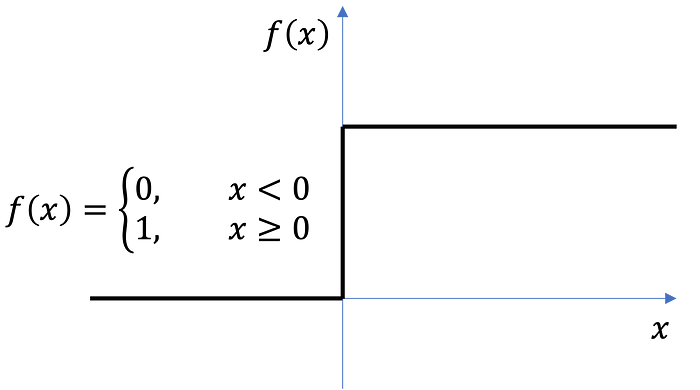 f(x)
f(x) = {0, x < 0
1, x ≥ 0
x